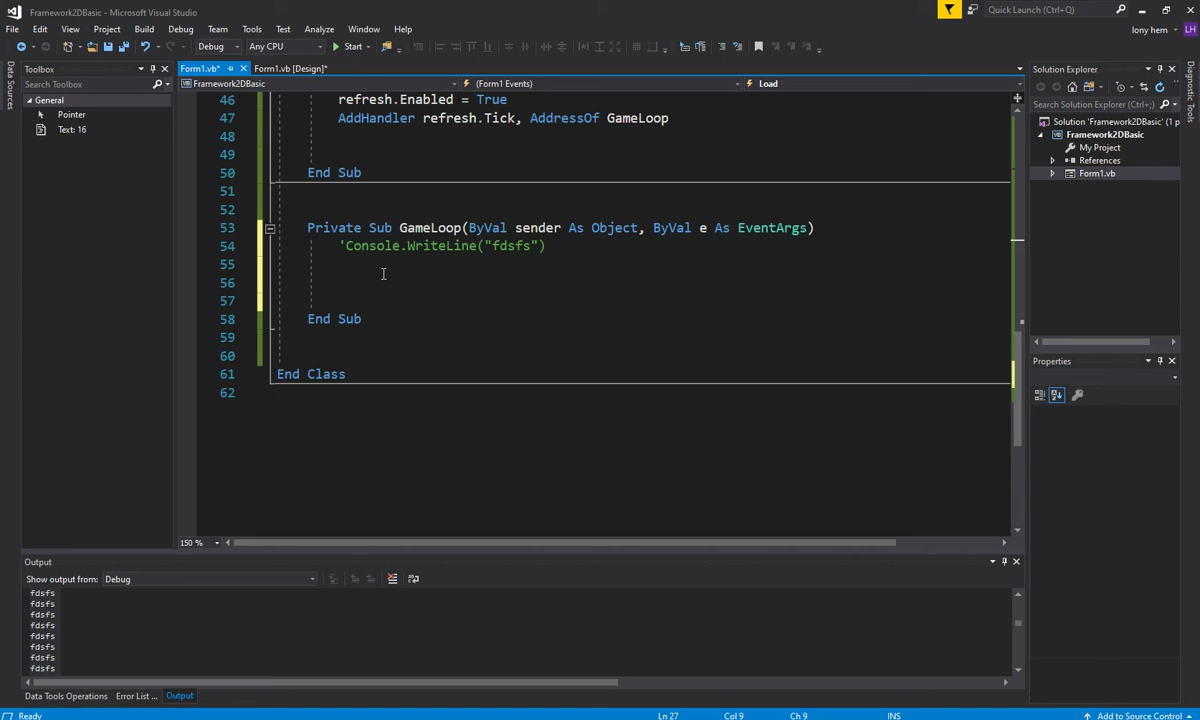 Framework2DBasic - Microsoft Visual Studio
Quick Launch (Ctrl+Q)
File Edit View Project Build Debug Team Tools Test Analyze Window Help
lony hem LH
Debug Any CPU Start
Data Sources
Toolbox
Search Toolbox
General
Pointer
Text: 16
Form1.vb* Form1.vb [Design]*
Framework2DBasic (Form1 Events) Load
46 refresh.Enabled = True
47 AddHandler refresh.Tick, AddressOf GameLoop
48
49
50 End Sub
51
52
53 Private Sub GameLoop(ByVal sender As Object, ByVal e As EventArgs)
54 'Console.WriteLine("fdsfs")
55
56
57
58 End Sub
59
60
61 End Class
62
150 %
Solution Explorer
Search Solution Explorer (Ctrl+;)
Solution 'Framework2DBasic' (1 p
Framework2DBasic
My Project
References
Form1.vb
Properties
Diagnostic Tools
Output
Show output from: Debug
fdsfs
fdsfs
fdsfs
fdsfs
fdsfs
fdsfs
fdsfs
fdsfs
Data Tools Operations Error List ... Output
Ready Ln 27 Col 9 Ch 9 INS Add to Source Control